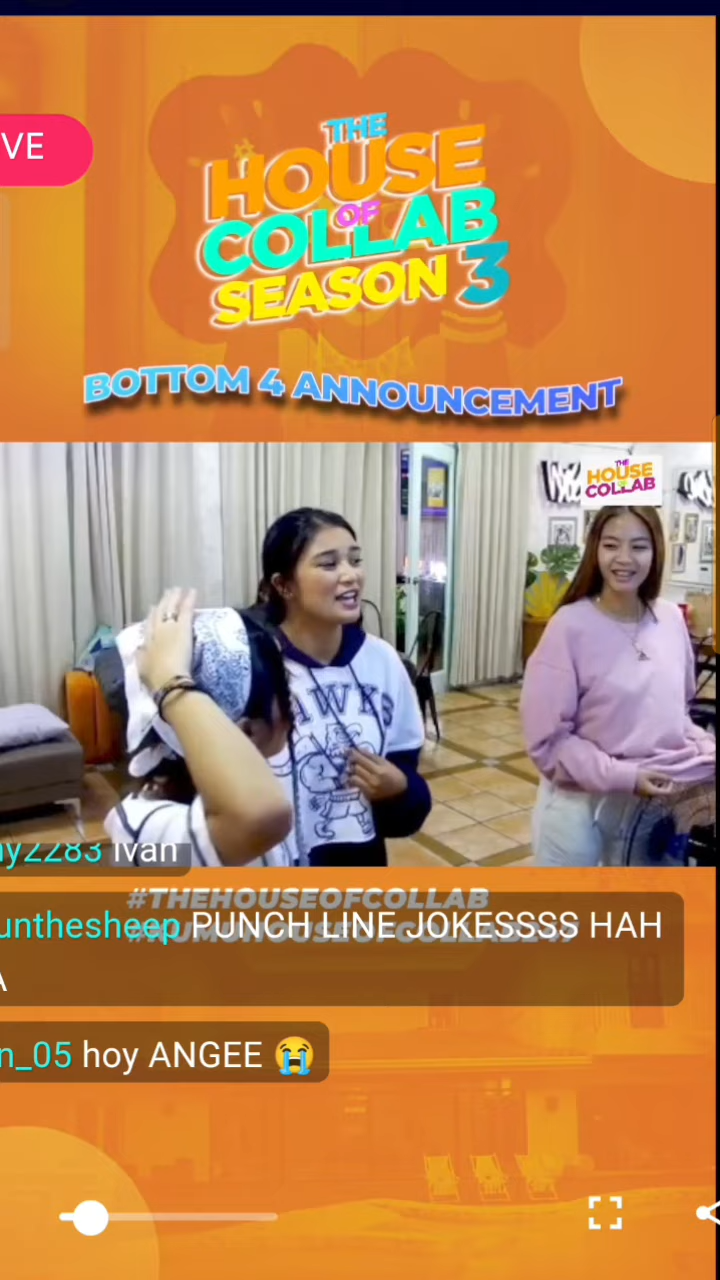 THE
HOUSE
OF
COLLAB
SEASON 3
VE
BOTTOM 4 ANNOUNCEMENT
THE
HOUSE
COLLAB
AWKS
ny2283 Ivan
#THEHOUSEOFCOLLAB
unthesheep PUNCH LINE JOKESSSS HAH
A
n_05 hoy ANGEE 😭